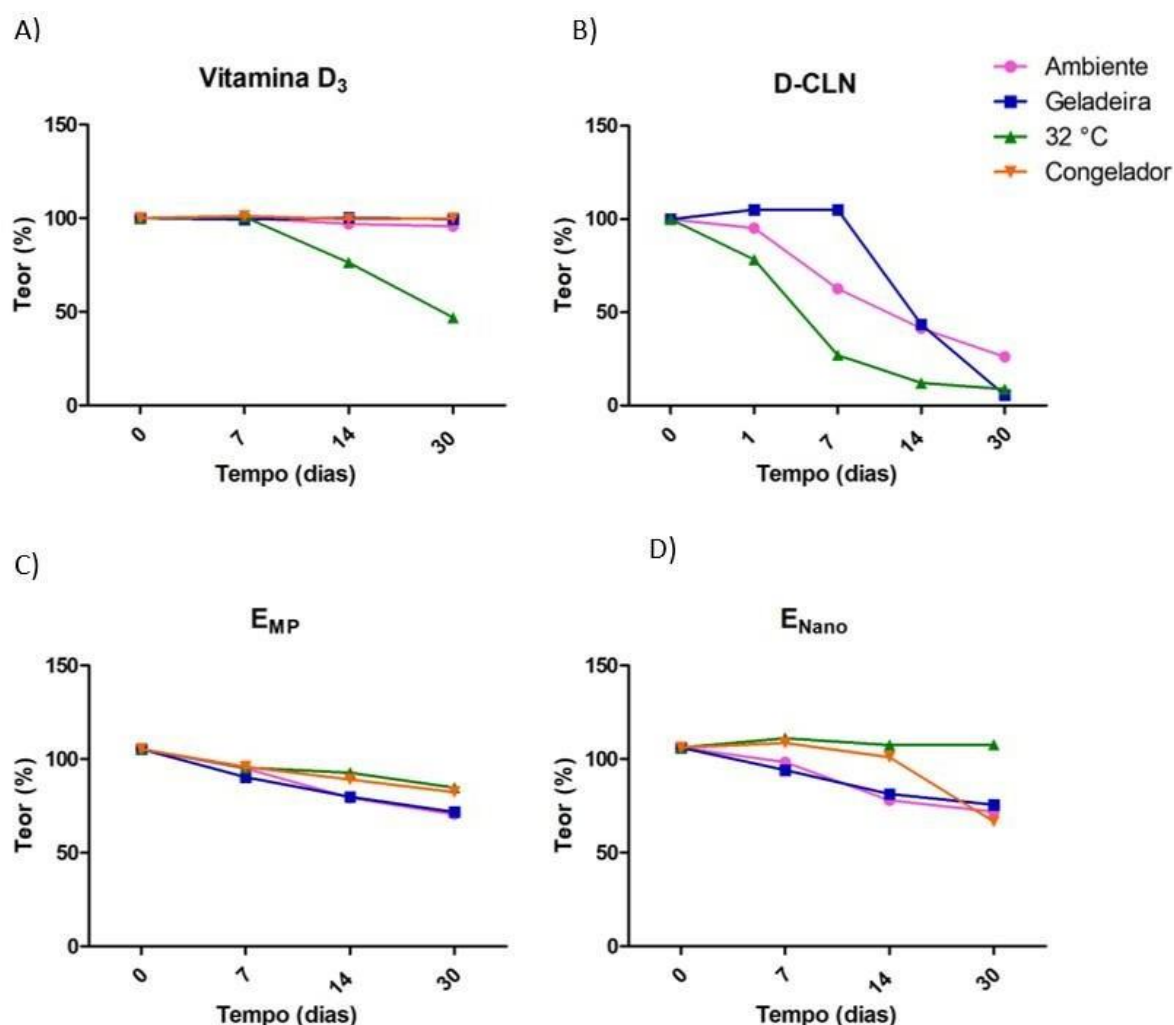 A)
Vitamina D3
150
100
50
0
Teor (%)
0 7 14 30
Tempo (dias)
B)
D-CLN
150
100
50
0
Teor (%)
0 1 7 14 30
Tempo (dias)
Ambiente
Geladeira
32 °C
Congelador
C)
EMP
150
100
50
0
Teor (%)
0 7 14 30
Tempo (dias)
D)
ENano
150
100
50
0
Teor (%)
0 7 14 30
Tempo (dias)